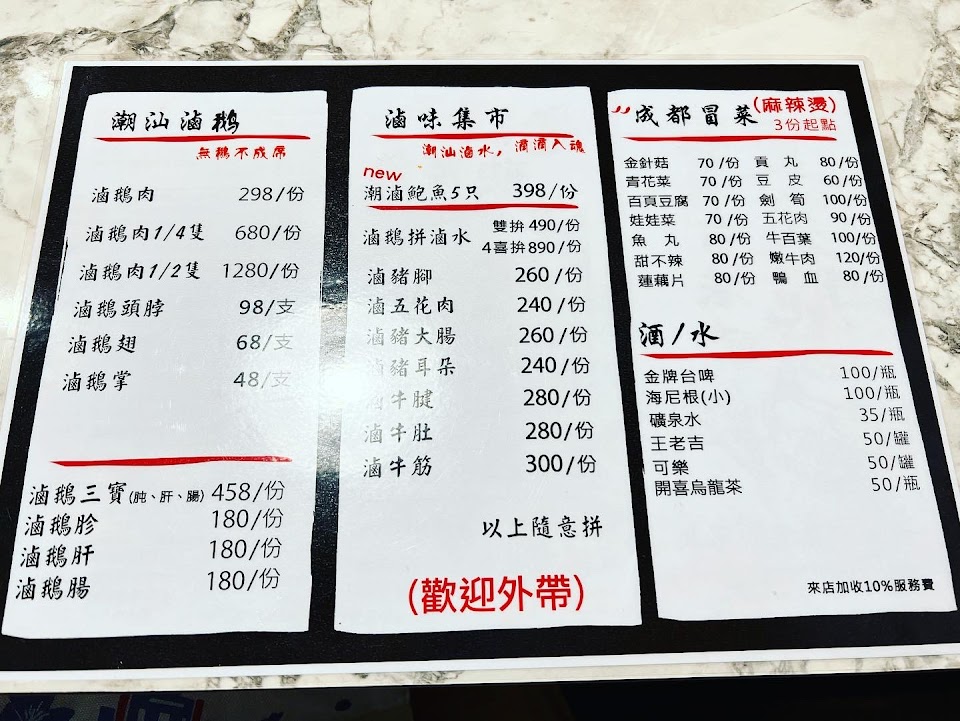 潮汕滷鵝
無鵝不成席
滷鵝肉 298/份
滷鵝肉1/4隻 680/份
滷鵝肉1/2隻 1280/份
滷鵝頭脖 98/支
滷鵝翅 68/支
滷鵝掌 48/支
滷鵝三寶(肫、肝、腸) 458/份
滷鵝胗 180/份
滷鵝肝 180/份
滷鵝腸 180/份
滷味集市
潮汕滷水，滴滴入魂
new
潮滷鮑魚5只 398/份
滷鵝拼滷水 雙拚490/份
4喜拚890/份
滷豬腳 260/份
滷五花肉 240/份
滷豬大腸 260/份
滷豬耳朵 240/份
滷牛腱 280/份
滷牛肚 280/份
滷牛筋 300/份
以上隨意拼
(歡迎外帶)
成都冒菜(麻辣燙)
3份起點
金針菇 70/份 貢丸 80/份
青花菜 70/份 豆皮 60/份
百頁豆腐 70/份 劍筍 100/份
娃娃菜 70/份 五花肉 90/份
魚丸 80/份 牛百葉 100/份
甜不辣 80/份 嫩牛肉 120/份
蓮藕片 80/份 鴨血 80/份
酒/水
金牌台啤 100/瓶
海尼根(小) 100/瓶
礦泉水 35/瓶
王老吉 50/罐
可樂 50/罐
開喜烏龍茶 50/瓶
來店加收10%服務費